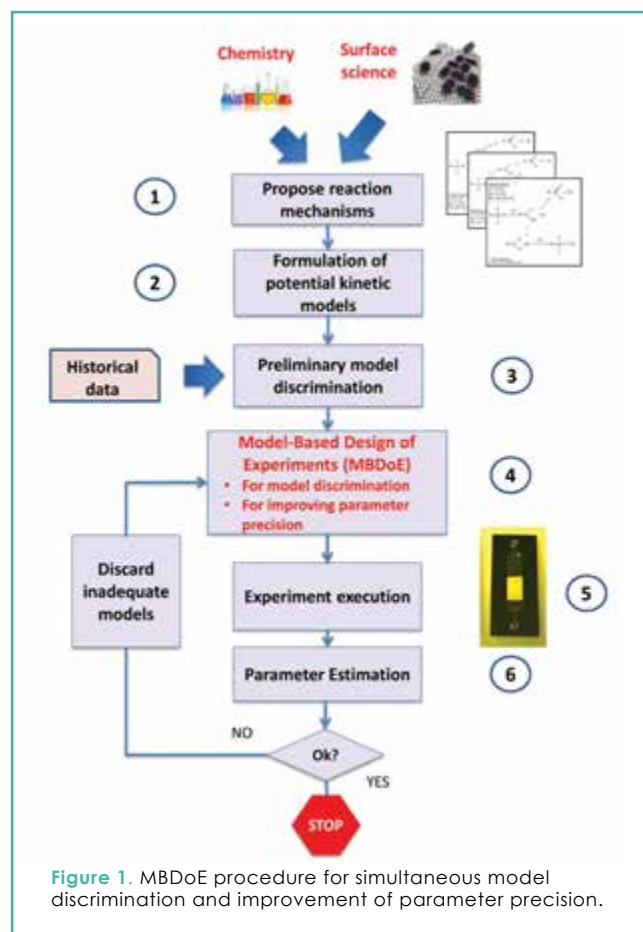 Chemistry
Surface
science
1
Propose reaction
mechanisms
2
Formulation of
potential kinetic
models
Historical
data
Preliminary model
discrimination
3
Model-Based Design of
Experiments (MBDoE)
• For model discrimination
• For improving parameter
precision
4
Discard
inadequate
models
Experiment execution
5
Parameter Estimation
6
NO
Ok?
YES
STOP
Figure 1. MBDoE procedure for simultaneous model
discrimination and improvement of parameter precision.